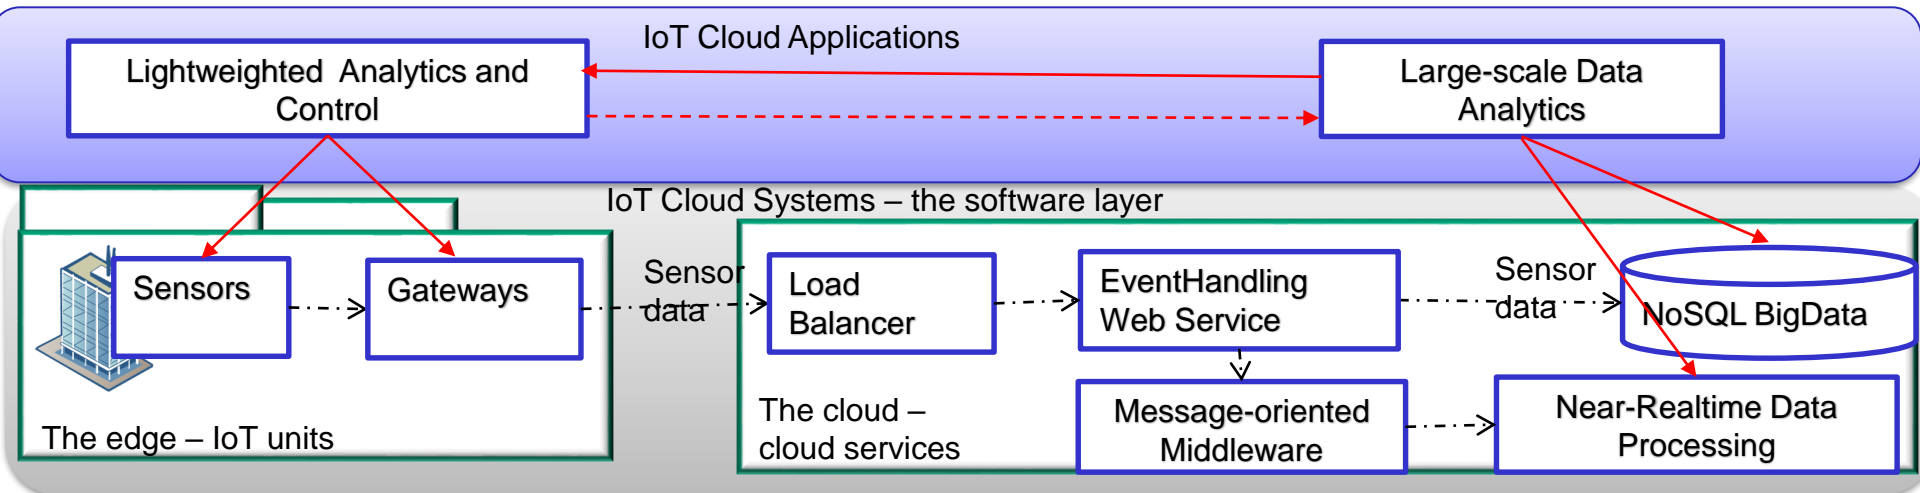 IoT Cloud Applications
Lightweighted Analytics and
Control
Large-scale Data
Analytics
IoT Cloud Systems – the software layer
Sensors
Gateways
The edge – IoT units
Sensor
data
Load
Balancer
EventHandling
Web Service
Sensor
data
NoSQL BigData
The cloud –
cloud services
Message-oriented
Middleware
Near-Realtime Data
Processing